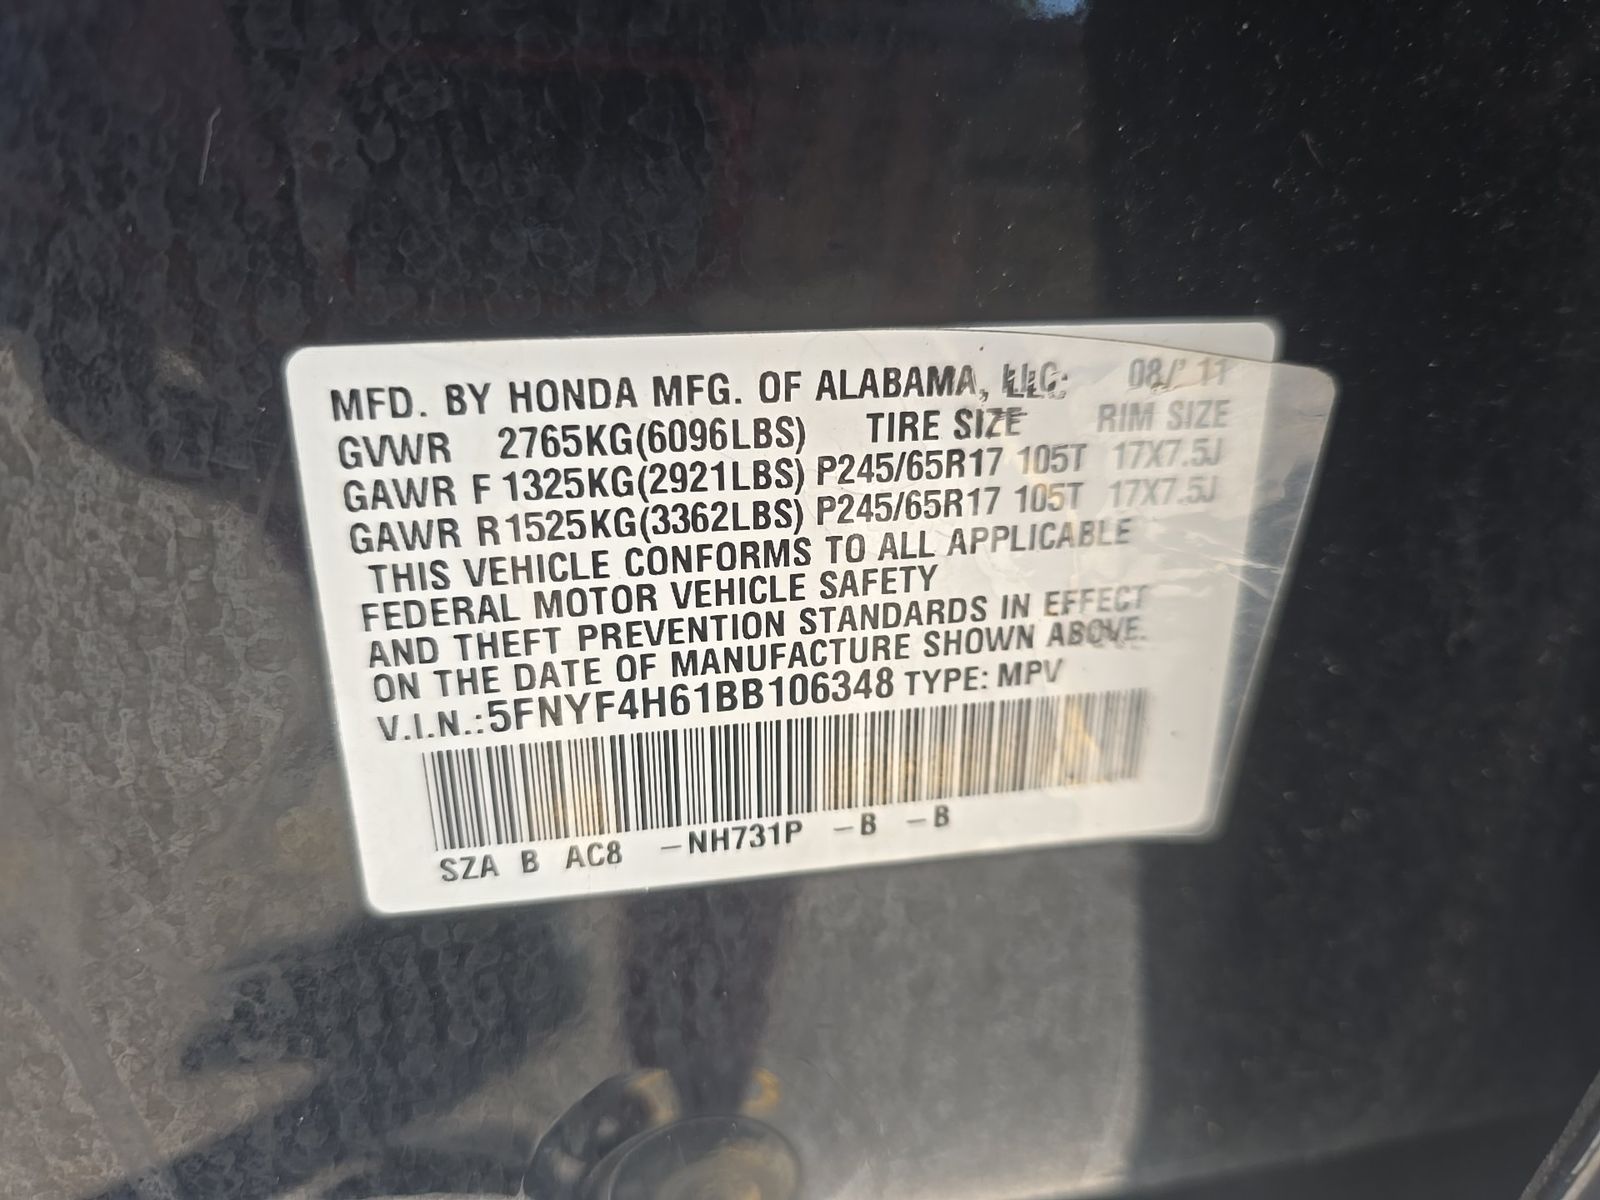 MFD. BY HONDA MFG. OF ALABAMA, LLC. 08/ 11
GVWR 2765KG(6096LBS) TIRE SIZE RIM SIZE
GAWR F 1325KG(2921LBS) P245/65R17 105T 17X7.5J
GAWR R 1525KG(3362LBS) P245/65R17 105T 17X7.5J
THIS VEHICLE CONFORMS TO ALL APPLICABLE
FEDERAL MOTOR VEHICLE SAFETY
AND THEFT PREVENTION STANDARDS IN EFFECT
ON THE DATE OF MANUFACTURE SHOWN ABOVE.
V.I.N.: 5FNYF4H61BB106348 TYPE: MPV
SZA B AC8 -NH731P -B -B